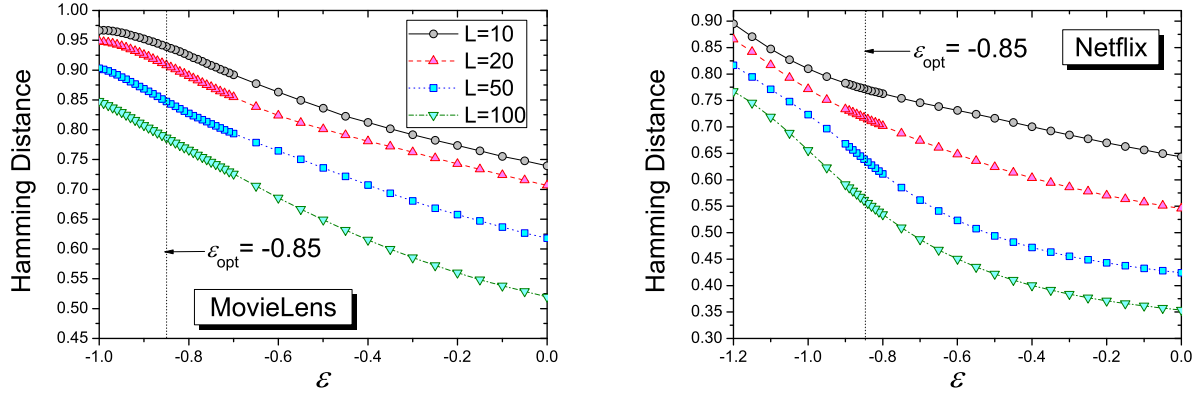 1.00
0.95
0.90
0.85
0.80
0.75
0.70
0.65
0.60
0.55
0.50
0.45
Hamming Distance
L=10
L=20
L=50
L=100
εopt= -0.85
MovieLens
-1.0 -0.8 -0.6 -0.4 -0.2 0.0
ε
0.90
0.85
0.80
0.75
0.70
0.65
0.60
0.55
0.50
0.45
0.40
0.35
0.30
Hamming Distance
εopt= -0.85
Netflix
-1.2 -1.0 -0.8 -0.6 -0.4 -0.2 0.0
ε